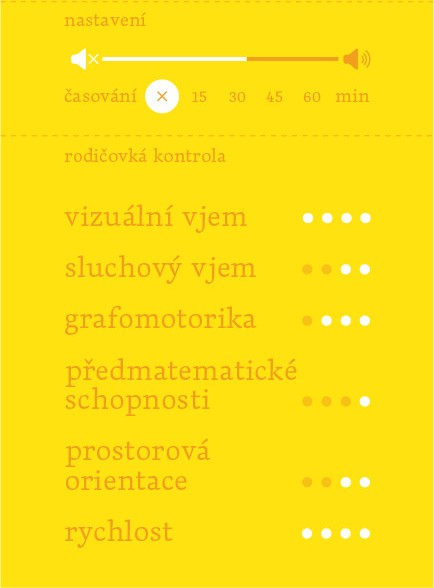 nastavení
časování × 15 30 45 60 min
rodičovká kontrola
vizuální vjem
sluchový vjem
grafomotorika
předmatematické
schopnosti
prostorová
orientace
rychlost